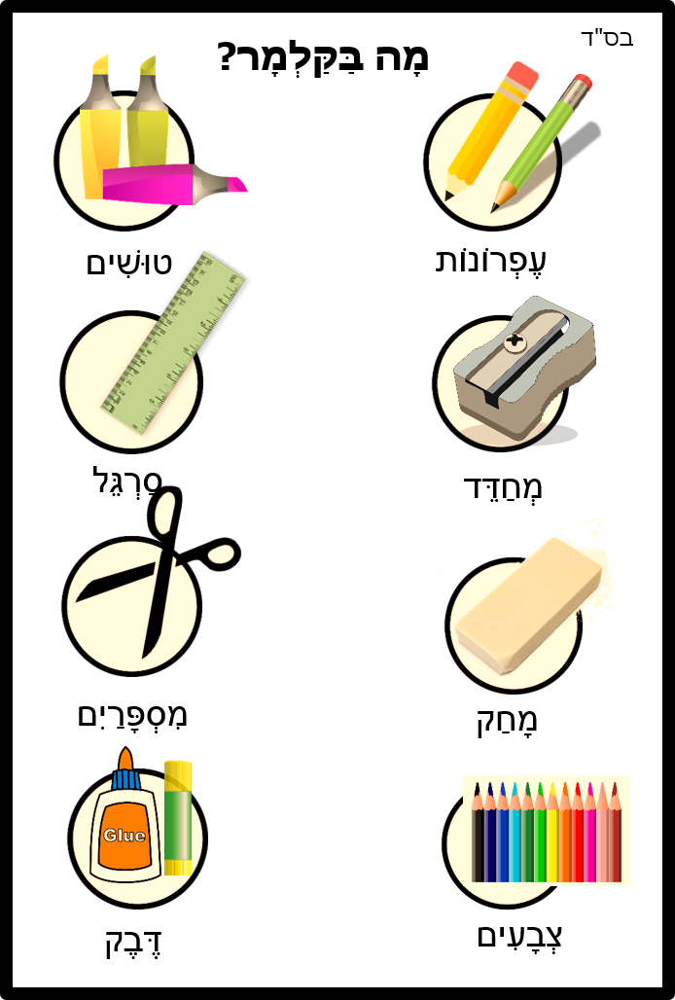 בס"ד
מָה בַּקַּלְמָר?
עֶפְרוֹנוֹת
טוּשִׁים
מְחַדֵּד
סַרְגֵּל
מָחַק
מִסְפָּרַיִם
Glue
צְבָעִים
דֶּבֶק